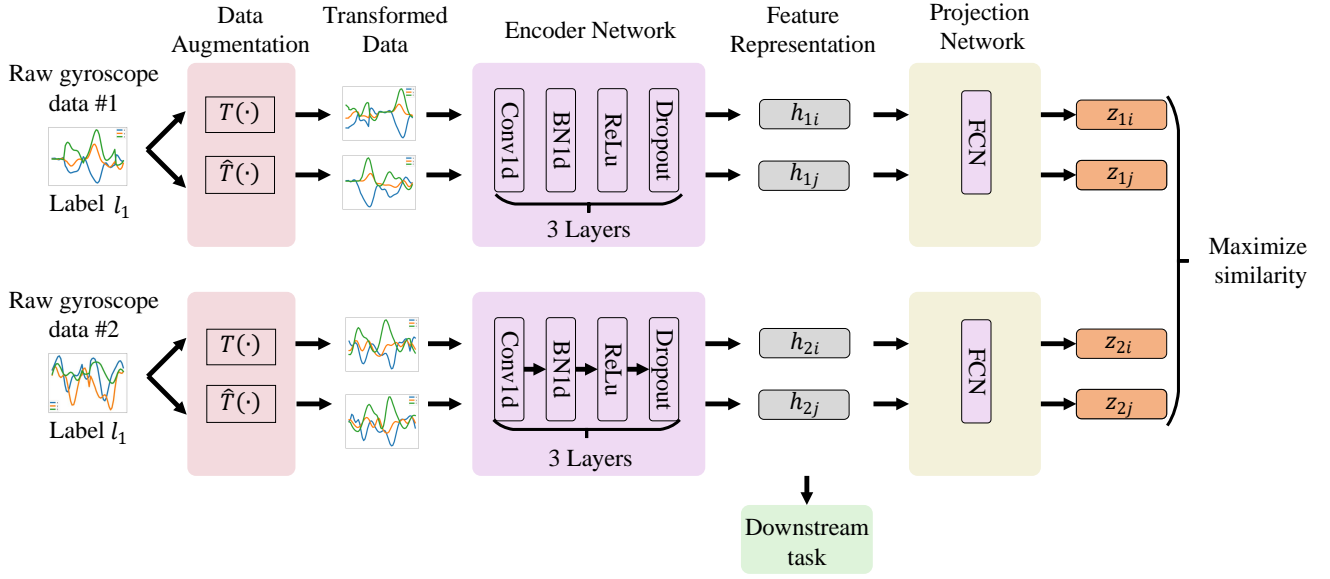 Data
Augmentation
Transformed
Data
Encoder Network
Feature
Representation
Projection
Network
Raw gyroscope
data #1
Label l₁
T(·)
T̂(·)
Conv1d
BN1d
ReLu
Dropout
3 Layers
h₁ᵢ
h₁ⱼ
FCN
z₁ᵢ
z₁ⱼ
Maximize
similarity
Raw gyroscope
data #2
Label l₁
T(·)
T̂(·)
Conv1d
BN1d
ReLu
Dropout
3 Layers
h₂ᵢ
h₂ⱼ
FCN
z₂ᵢ
z₂ⱼ
Downstream
task